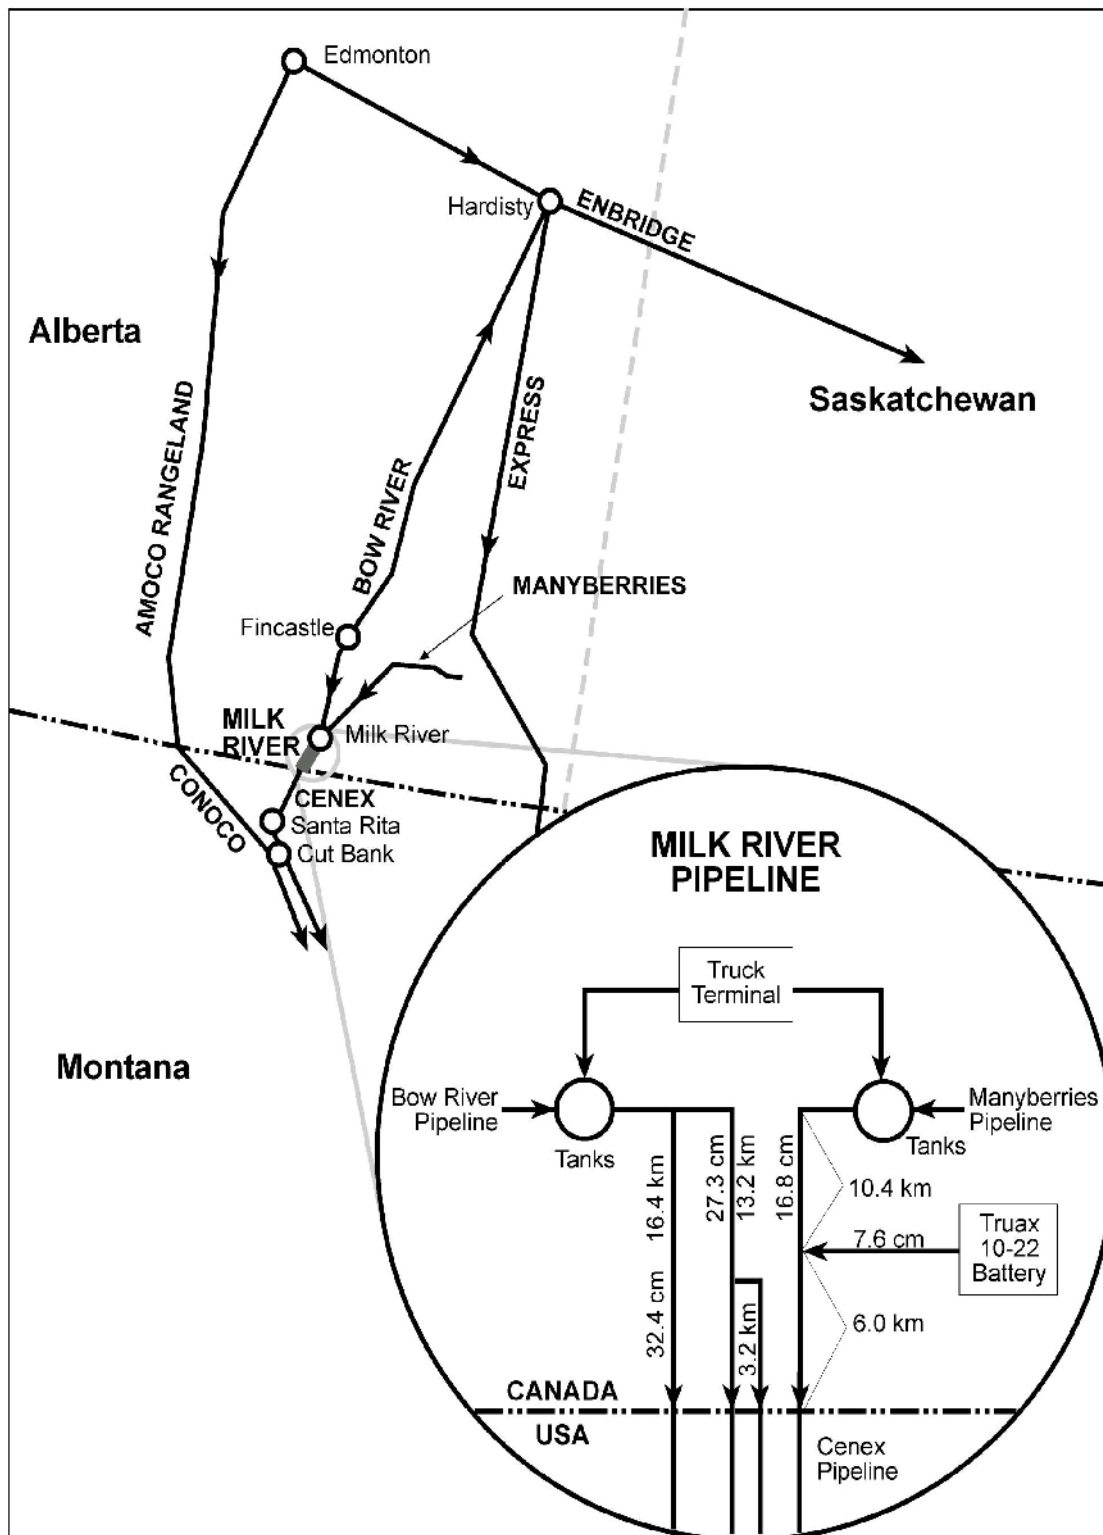 Edmonton
Hardisty
ENBRIDGE
Alberta
Saskatchewan
AMOCO RANGELAND
BOW RIVER
EXPRESS
MANYBERRIES
Fincastle
MILK
RIVER
Milk River
CONOCO
CENEX
Santa Rita
Cut Bank
Montana
MILK RIVER
PIPELINE
Truck
Terminal
Bow River
Pipeline
Tanks
Manyberries
Pipeline
Tanks
16.4 km
32.4 cm
27.3 cm
13.2 km
3.2 km
16.8 cm
10.4 km
7.6 cm
Truax
10-22
Battery
6.0 km
CANADA
USA
Cenex
Pipeline